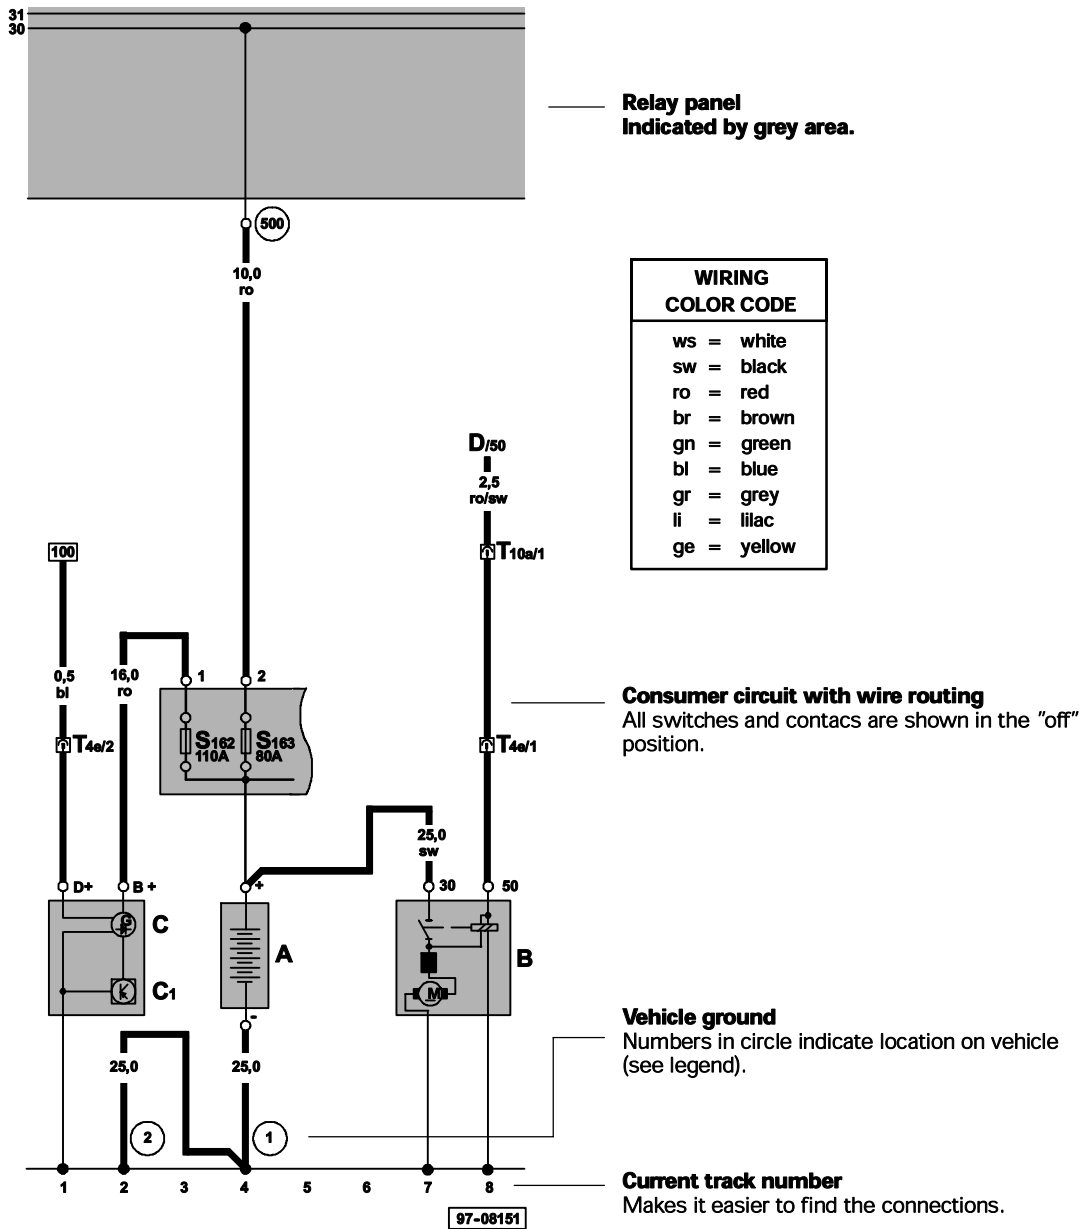 31
30
Relay panel
Indicated by grey area.
500
10,0
ro
WIRING
COLOR CODE
ws = white
sw = black
ro = red
br = brown
gn = green
bl = blue
gr = grey
li = lilac
ge = yellow
D/50
2,5
ro/sw
100
T10a/1
0,5
bl
16,0
ro
1
2
Consumer circuit with wire routing
All switches and contacs are shown in the "off"
position.
T4e/2
S162
110A
S163
80A
T4e/1
25,0
sw
D+
B +
+
30
50
G
C
A
B
C1
M
-
Vehicle ground
Numbers in circle indicate location on vehicle
(see legend).
25,0
25,0
2
1
1 2 3 4 5 6 7 8
Current track number
Makes it easier to find the connections.
97-08151